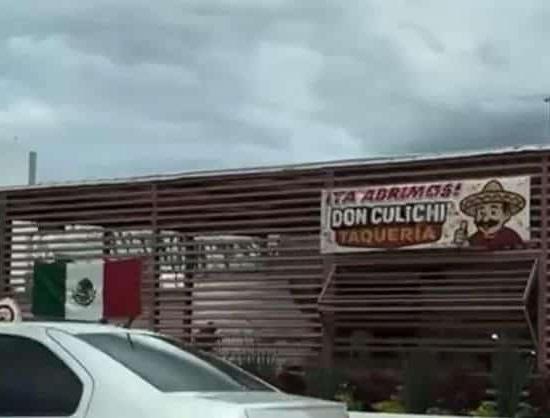 YA ABRIMOS!
DON CULICHI
TAQUERÍA